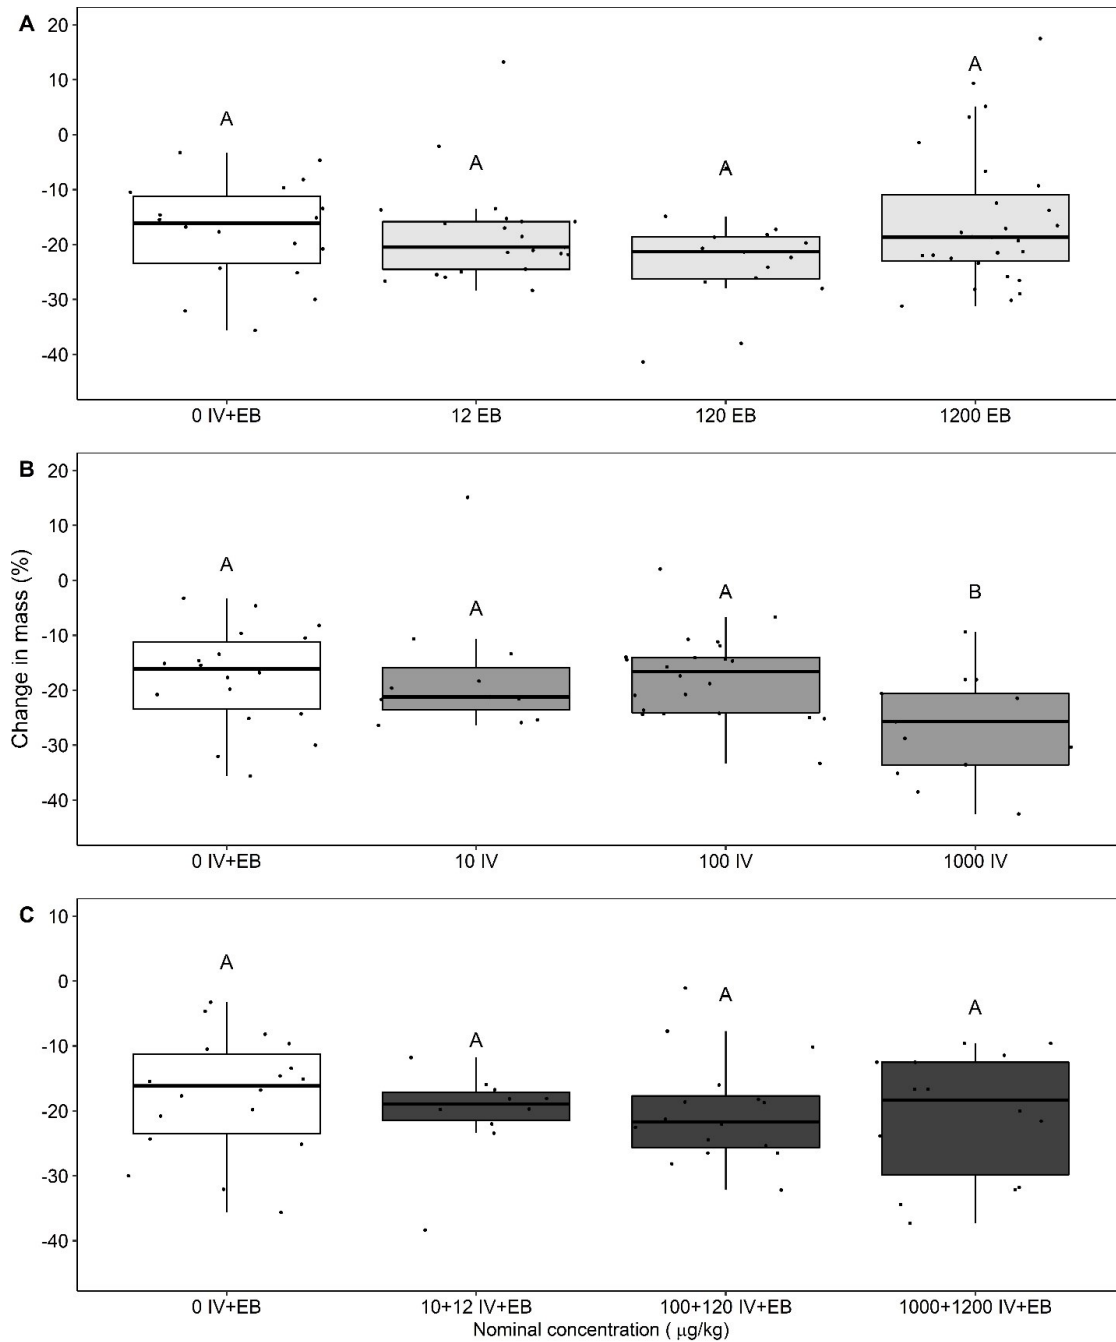 A
20
10
0
-10
-20
-30
-40
A
A
A
A
0 IV+EB
12 EB
120 EB
1200 EB
B
20
10
0
-10
-20
-30
-40
A
A
A
B
0 IV+EB
10 IV
100 IV
1000 IV
Change in mass (%)
C
10
0
-10
-20
-30
-40
A
A
A
A
0 IV+EB
10+12 IV+EB
100+120 IV+EB
1000+1200 IV+EB
Nominal concentration ( μg/kg)